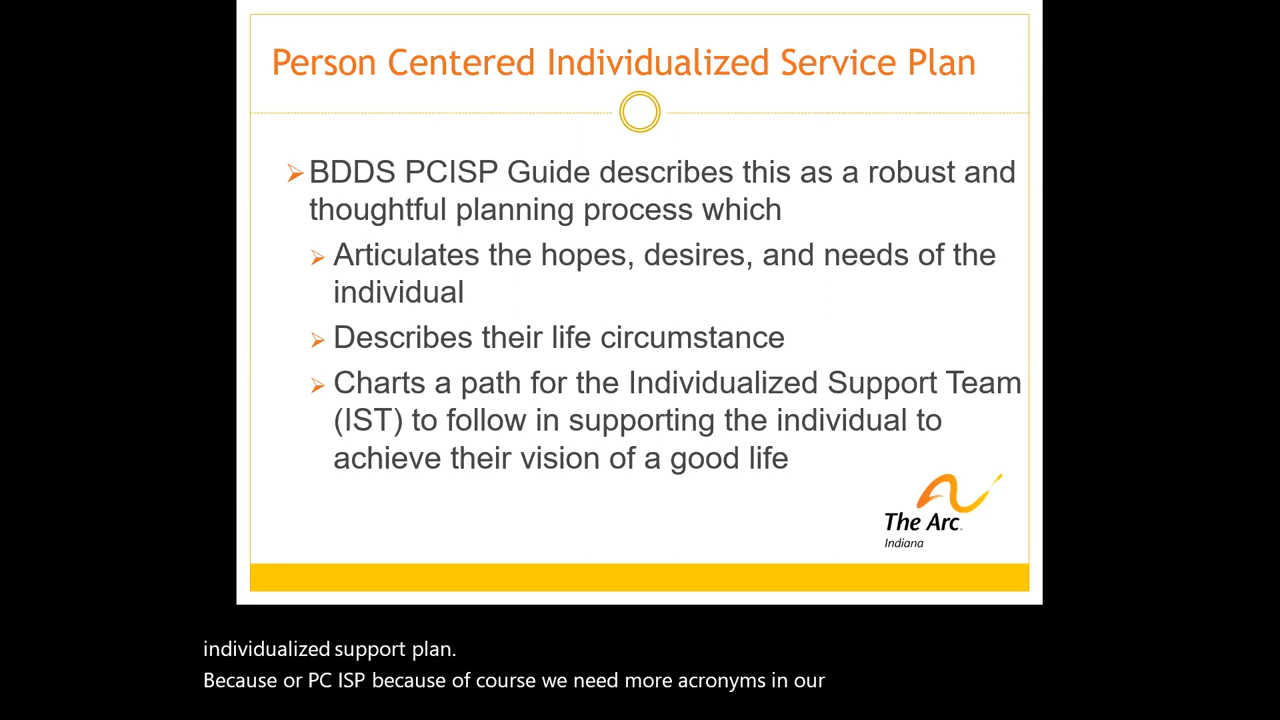 Person Centered Individualized Service Plan
BDDS PCISP Guide describes this as a robust and
thoughtful planning process which
Articulates the hopes, desires, and needs of the
individual
Describes their life circumstance
Charts a path for the Individualized Support Team
(IST) to follow in supporting the individual to
achieve their vision of a good life
The Arc
Indiana
individualized support plan.
Because or PC ISP because of course we need more acronyms in our